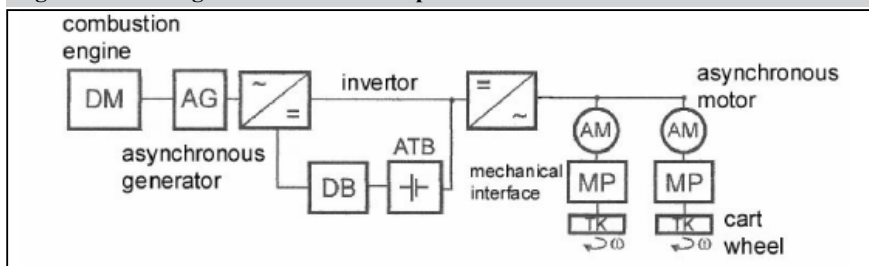 combustion
engine
DM
AG
~
=
invertor
=
~
asynchronous
motor
AM
AM
asynchronous
generator
ATB
DB
mechanical
interface
MP
MP
TK
TK
ω
ω
cart
wheel